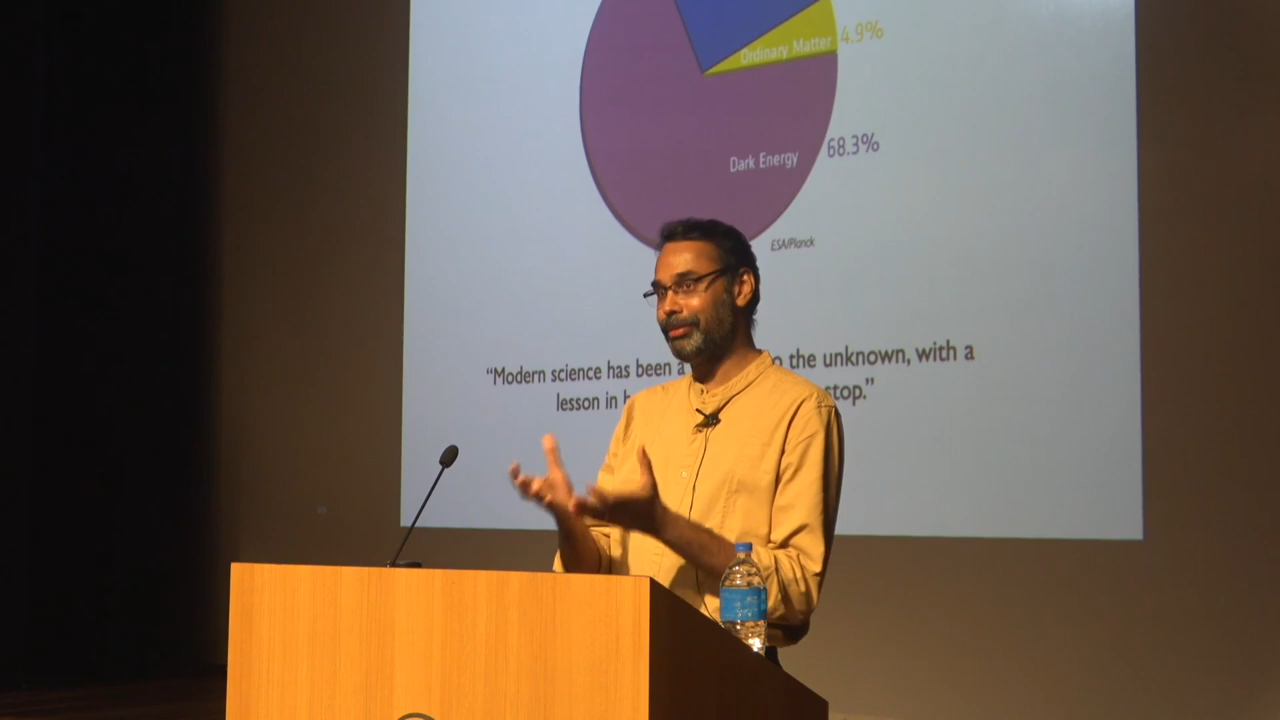 Ordinary Matter 4.9%
Dark Energy 68.3%
ESA/Planck
“Modern science has been a the unknown, with a
lesson in stop.”